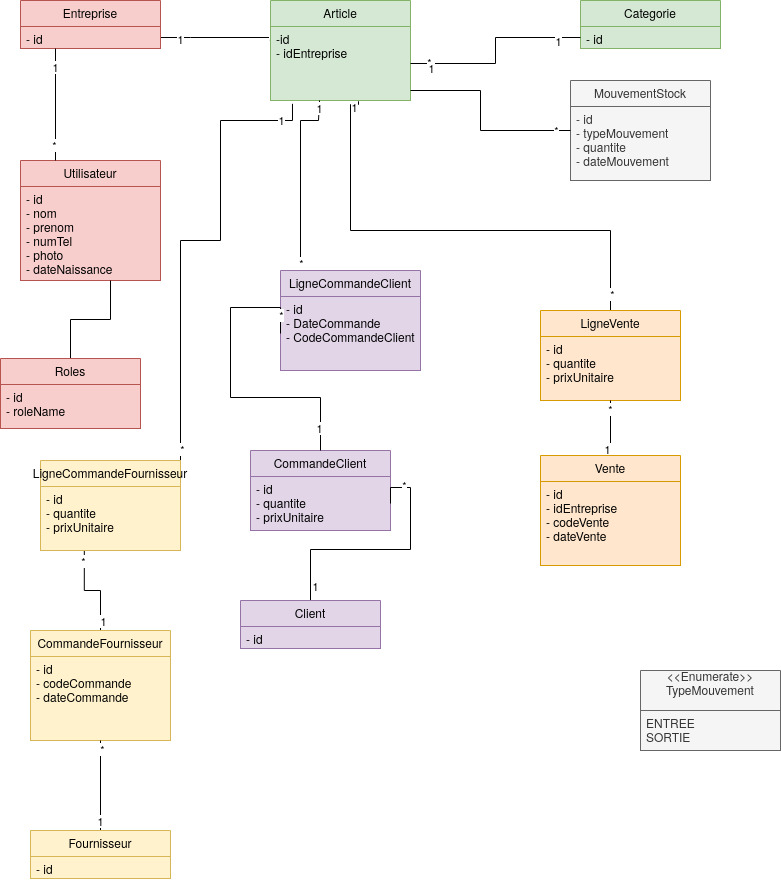 Entreprise
- id
1
Article
-id
- idEntreprise
Categorie
- id
1
*
1
MouvementStock
- id
- typeMouvement
- quantite
- dateMouvement
*
1
*
1
1
1
Utilisateur
- id
- nom
- prenom
- numTel
- photo
- dateNaissance
*
LigneCommandeClient
- id
- DateCommande
- CodeCommandeClient
*
*
LigneVente
- id
- quantite
- prixUnitaire
*
1
Roles
- id
- roleName
*
LigneCommandeFournisseur
- id
- quantite
- prixUnitaire
*
1
1
CommandeClient
- id
- quantite
- prixUnitaire
*
1
Vente
- id
- idEntreprise
- codeVente
- dateVente
Client
- id
CommandeFournisseur
- id
- codeCommande
- dateCommande
*
1
<<Enumerate>>
TypeMouvement
ENTREE
SORTIE
Fournisseur
- id